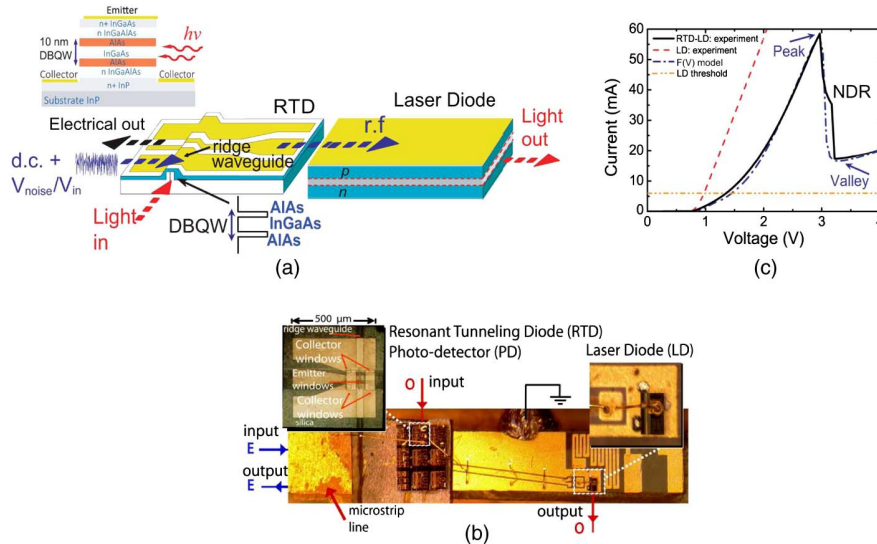 Emitter
n+ InGaAs
n InGaAlAs
AlAs
InGaAs
AlAs
n InGaAlAs
n+ InP
Substrate InP
10 nm
DBQW
Collector
Collector
hν
Electrical out
RTD
ridge
waveguide
r.f
d.c. +
Vnoise/Vin
Light
in
DBQW
AlAs
InGaAs
AlAs
Laser Diode
p
n
Light
out
(a)
Current (mA)
60
50
40
30
20
10
0
0
1
2
3
4
Voltage (V)
RTD-LD: experiment
LD: experiment
F(V) model
LD threshold
Peak
NDR
Valley
(c)
500 µm
ridge waveguide
Collector
windows
Emitter
windows
Collector
windows
silica
Resonant Tunneling Diode (RTD)
Photo-detector (PD)
O input
Laser Diode (LD)
input
E
output
E
microstrip
line
output
O
(b)